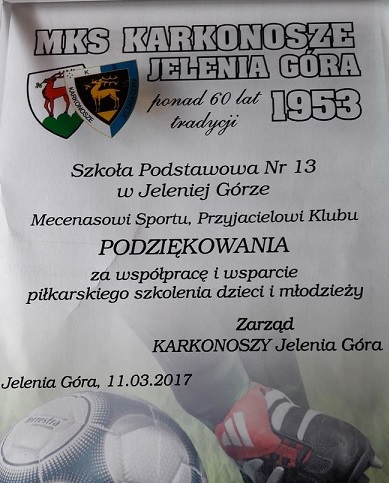 MKS KARKONOSZE
JELENIA GÓRA
ponad 60 lat
tradycji
1953
KARKONOSZE
Szkoła Podstawowa Nr 13
w Jeleniej Górze
Mecenasowi Sportu, Przyjacielowi Klubu
PODZIĘKOWANIA
za współpracę i wsparcie
piłkarskiego szkolenia dzieci i młodzieży
Zarząd
KARKONOSZY Jelenia Góra
Jelenia Góra, 11.03.2017